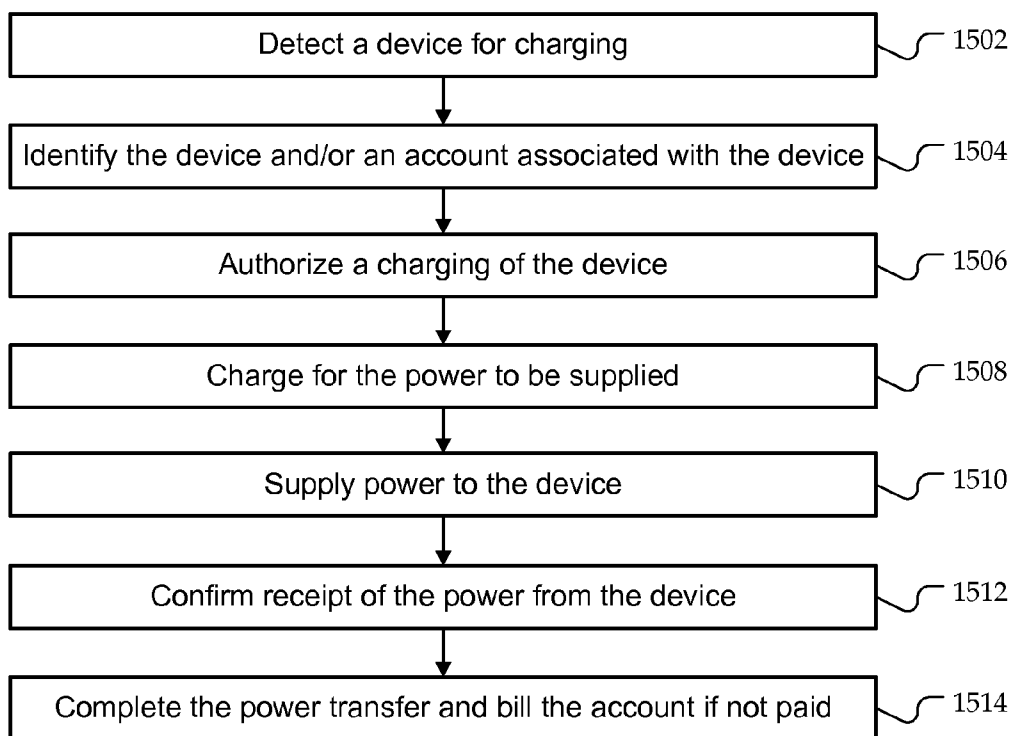 Detect a device for charging 1502
Identify the device and/or an account associated with the device 1504
Authorize a charging of the device 1506
Charge for the power to be supplied 1508
Supply power to the device 1510
Confirm receipt of the power from the device 1512
Complete the power transfer and bill the account if not paid 1514